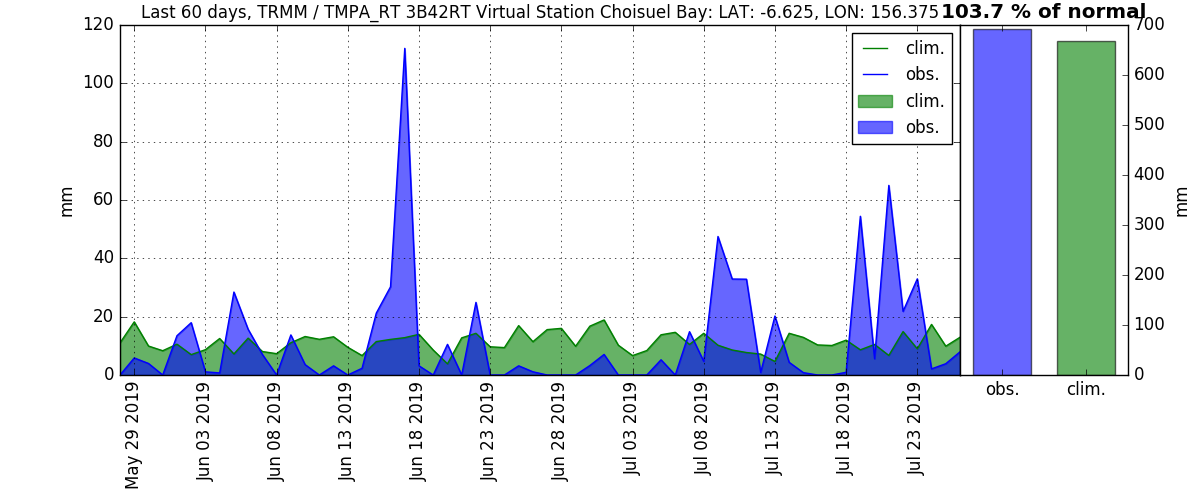 Last 60 days, TRMM / TMPA_RT 3B42RT Virtual Station Choisuel Bay: LAT: -6.625, LON: 156.375
103.7 % of normal
120
100
80
60
40
20
0
mm
clim.
obs.
clim.
obs.
May 29 2019
Jun 03 2019
Jun 08 2019
Jun 13 2019
Jun 18 2019
Jun 23 2019
Jun 28 2019
Jul 03 2019
Jul 08 2019
Jul 13 2019
Jul 18 2019
Jul 23 2019
700
600
500
400
300
200
100
0
mm
obs.
clim.